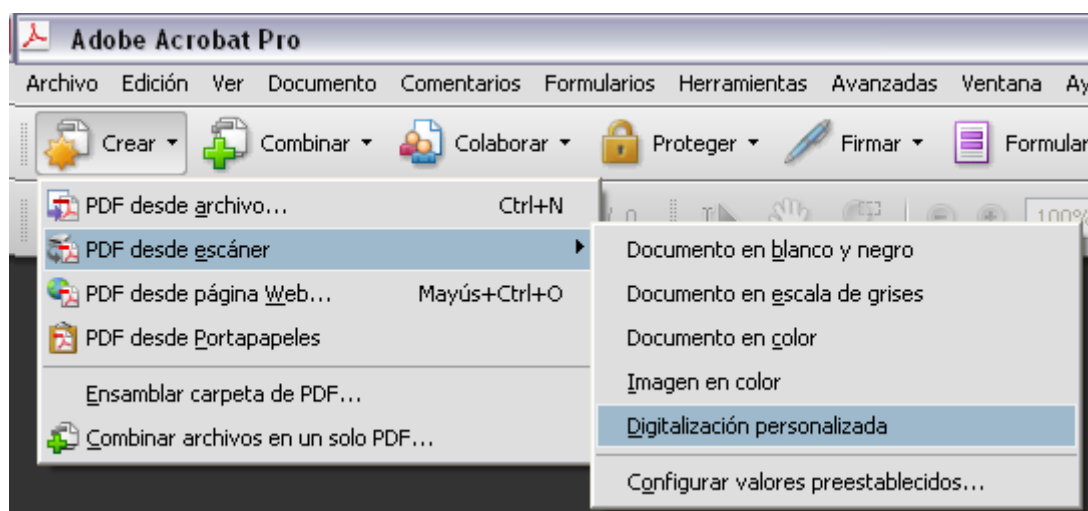 Adobe Acrobat Pro
Archivo Edición Ver Documento Comentarios Formularios Herramientas Avanzadas Ventana Ay
Crear Combinar Colaborar Proteger Firmar Formular
PDF desde archivo... Ctrl+N
100%
PDF desde escáner
PDF desde página Web... Mayús+Ctrl+O
PDF desde Portapapeles
Ensamblar carpeta de PDF...
Combinar archivos en un solo PDF...
Documento en blanco y negro
Documento en escala de grises
Documento en color
Imagen en color
Digitalización personalizada
Configurar valores preestablecidos...